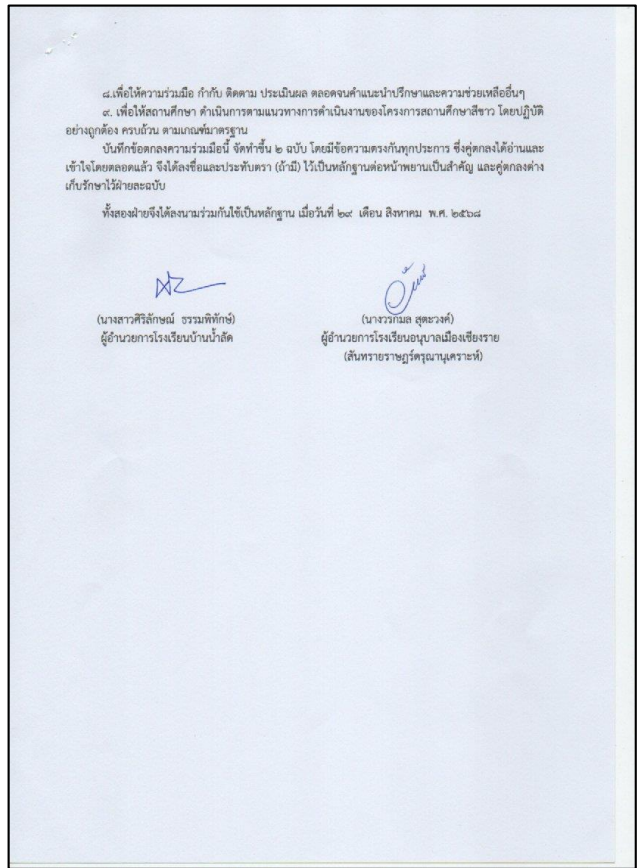 ๘.เพื่อให้ความร่วมมือ กำกับ ติดตาม ประเมินผล ตลอดจนคำแนะนำปรึกษาและความช่วยเหลืออื่นๆ
๙. เพื่อให้สถานศึกษา ดำเนินการตามแนวทางการดำเนินงานของโครงการสถานศึกษาสีขาว โดยปฏิบัติ
อย่างถูกต้อง ครบถ้วน ตามเกณฑ์มาตรฐาน
บันทึกข้อตกลงความร่วมมือนี้ จัดทำขึ้น ๒ ฉบับ โดยมีข้อความตรงกันทุกประการ ซึ่งคู่ตกลงได้อ่านและ
เข้าใจโดยตลอดแล้ว จึงได้ลงชื่อและประทับตรา (ถ้ามี) ไว้เป็นหลักฐานต่อหน้าพยานเป็นสำคัญ และคู่ตกลงต่าง
เก็บรักษาไว้ฝ่ายละฉบับ
ทั้งสองฝ่ายจึงได้ลงนามร่วมกันใช้เป็นหลักฐาน เมื่อวันที่ ๒๙ เดือน สิงหาคม พ.ศ. ๒๕๖๘
(นางสาวศิริลักษณ์ ธรรมพิทักษ์)
ผู้อำนวยการโรงเรียนบ้านน้ำลัด
(นางวรกมล สุตะวงค์)
ผู้อำนวยการโรงเรียนอนุบาลเมืองเชียงราย
(สันทรายราษฎร์ดรุณานุเคราะห์)